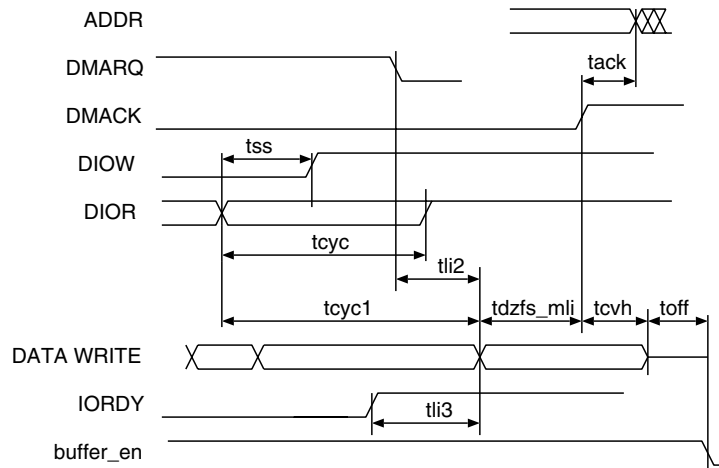 ADDR
DMARQ
tack
DMACK
tss
DIOW
DIOR
tcyc
tli2
tcyc1 tdzfs_mli tcvh toff
DATA WRITE
IORDY
tli3
buffer_en